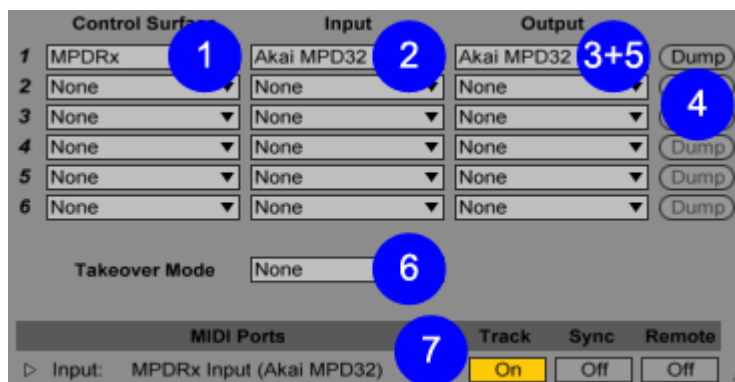 Control Surface Input Output
1 MPDRx 1 Akai MPD32 2 Akai MPD32 3+5 Dump
2 None None None
3 None None None 4
4 None None None Dump
5 None None None Dump
6 None None None Dump
Takeover Mode None 6
MIDI Ports 7 Track Sync Remote
Input: MPDRx Input (Akai MPD32) On Off Off